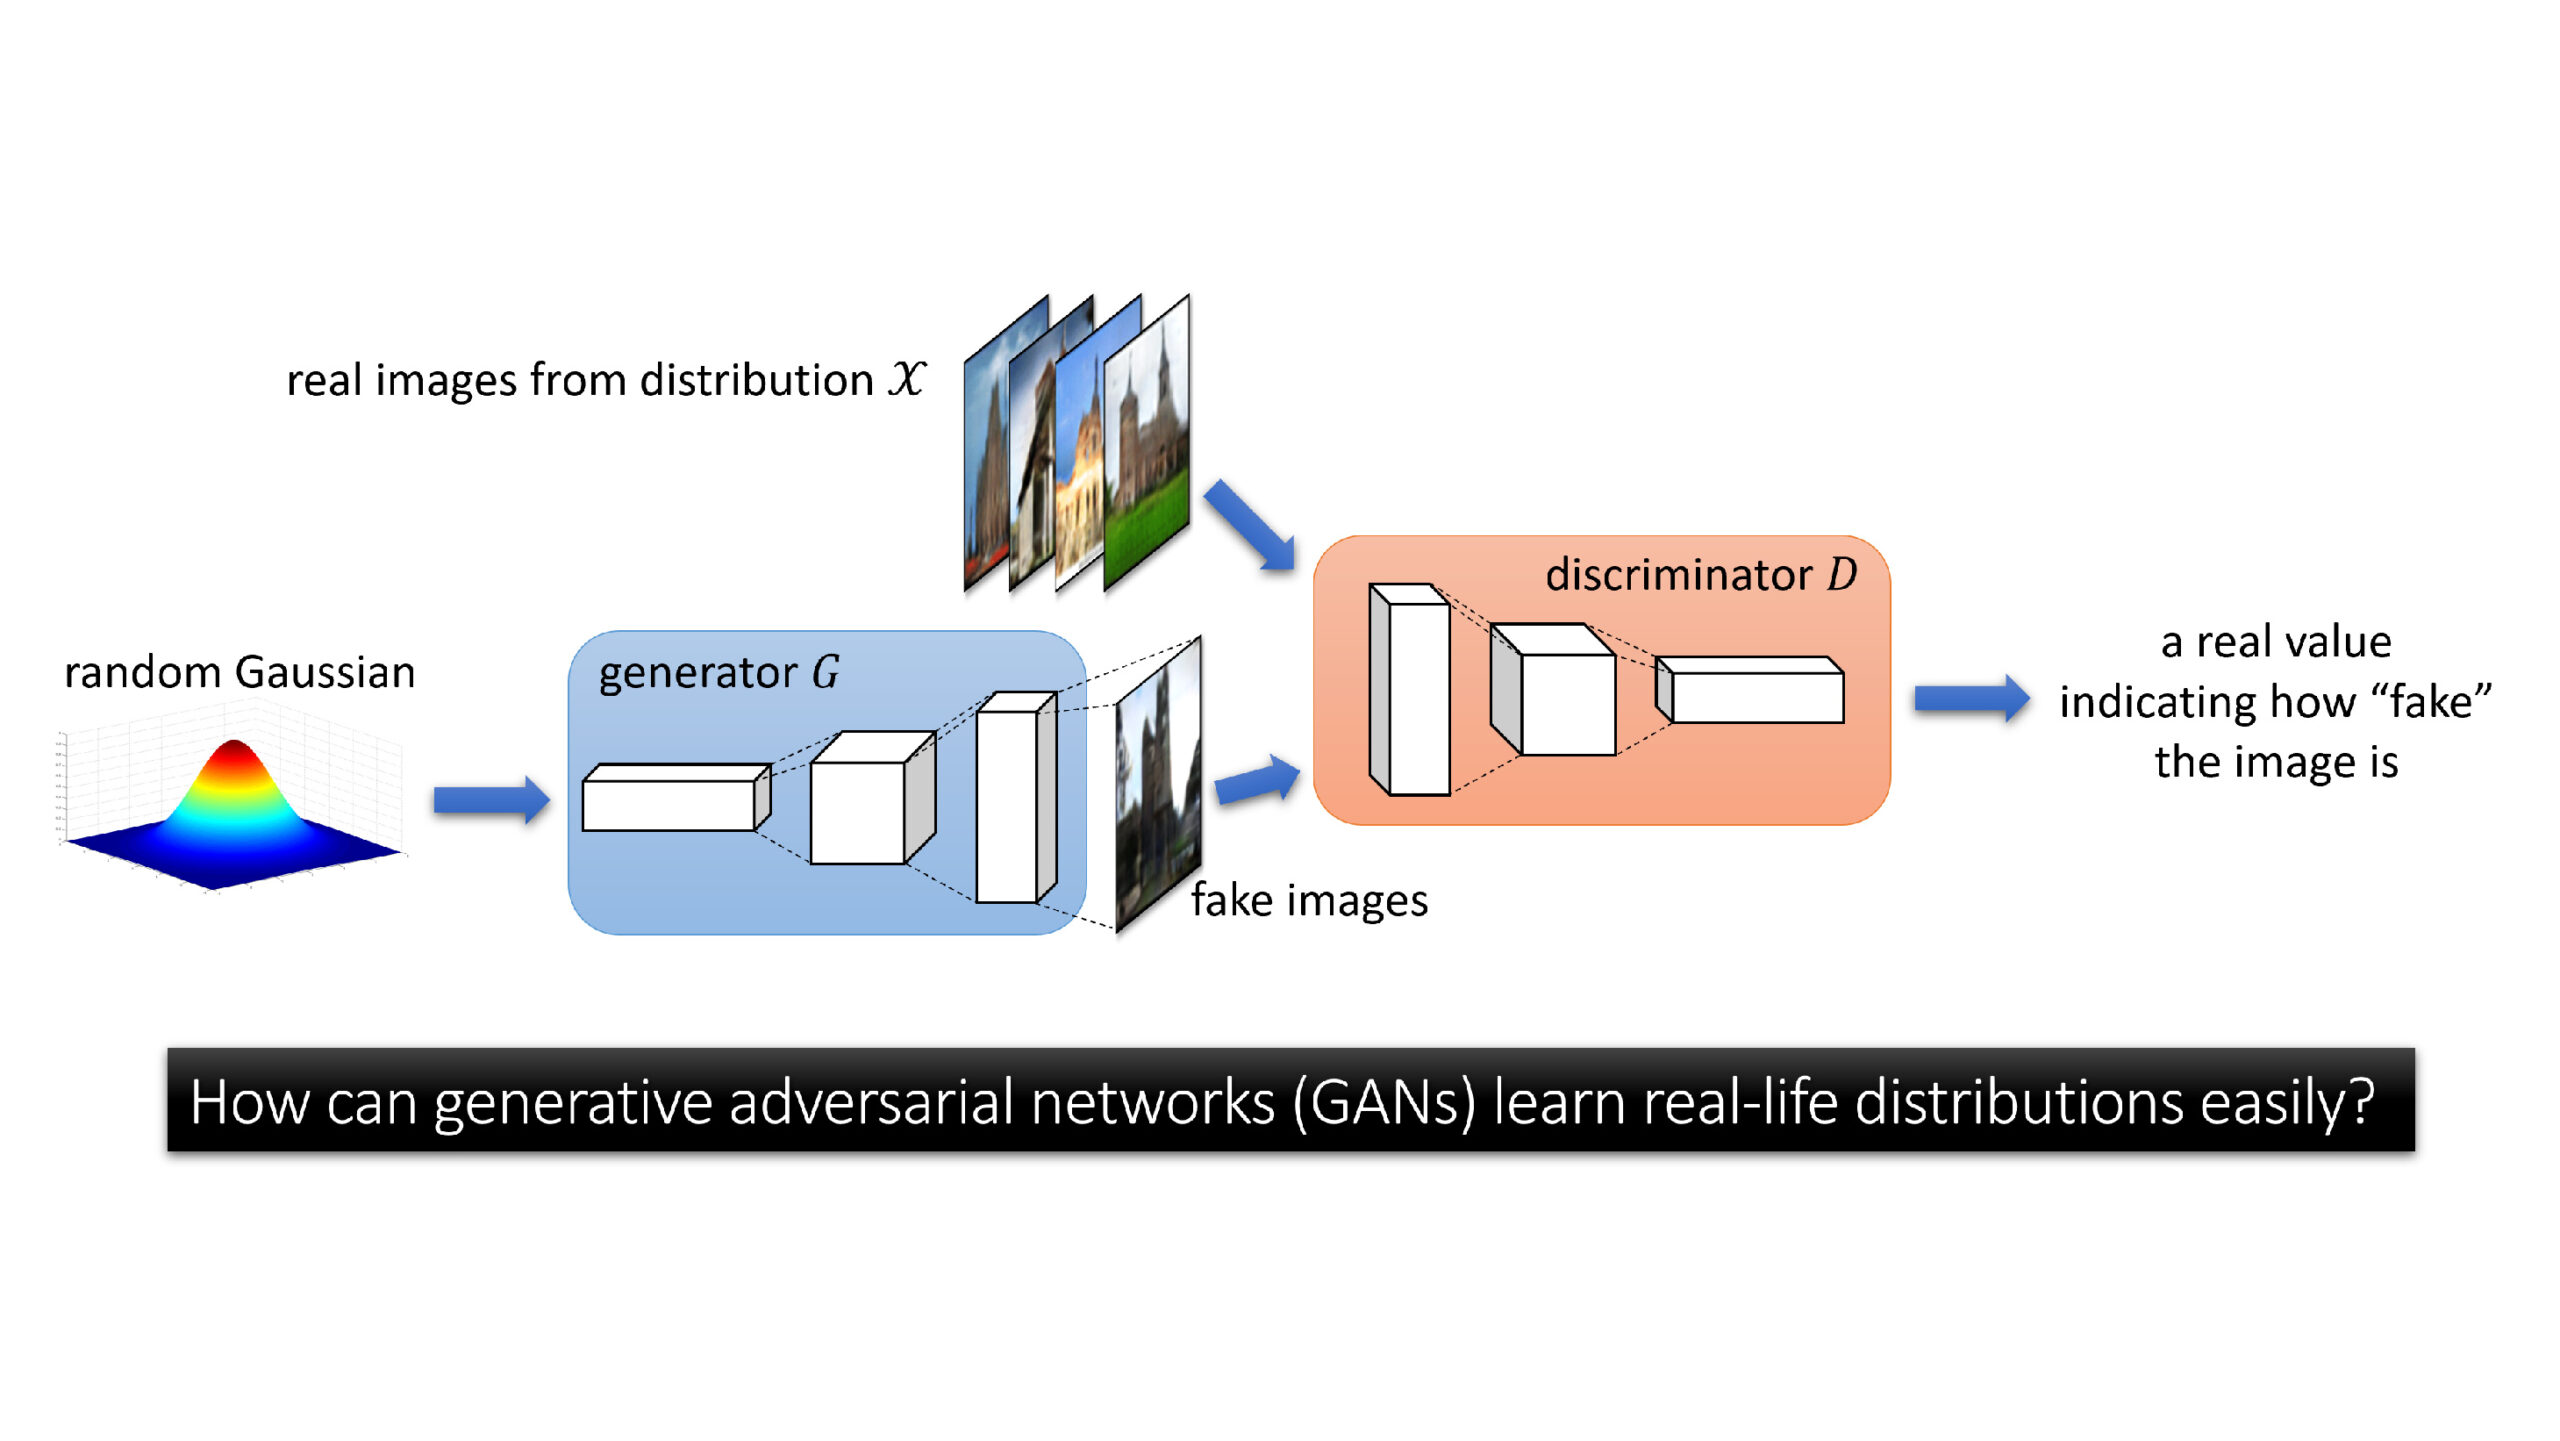 real images from distribution 𝒳
discriminator D
a real value
indicating how “fake”
the image is
random Gaussian
generator G
fake images
How can generative adversarial networks (GANs) learn real-life distributions easily?